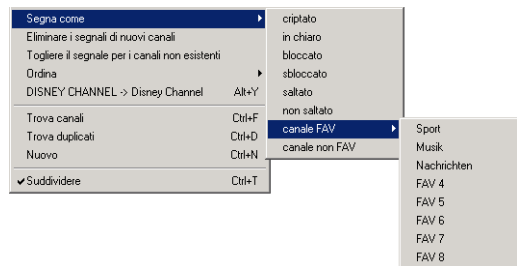 Segna come
Eliminare i segnali di nuovi canali
Togliere il segnale per i canali non esistenti
Ordina
DISNEY CHANNEL -> Disney Channel Alt+Y
Trova canali Ctrl+F
Trova duplicati Ctrl+D
Nuovo Ctrl+N
Suddividere Ctrl+T
criptato
in chiaro
bloccato
sbloccato
saltato
non saltato
canale FAV
canale non FAV
Sport
Musik
Nachrichten
FAV 4
FAV 5
FAV 6
FAV 7
FAV 8